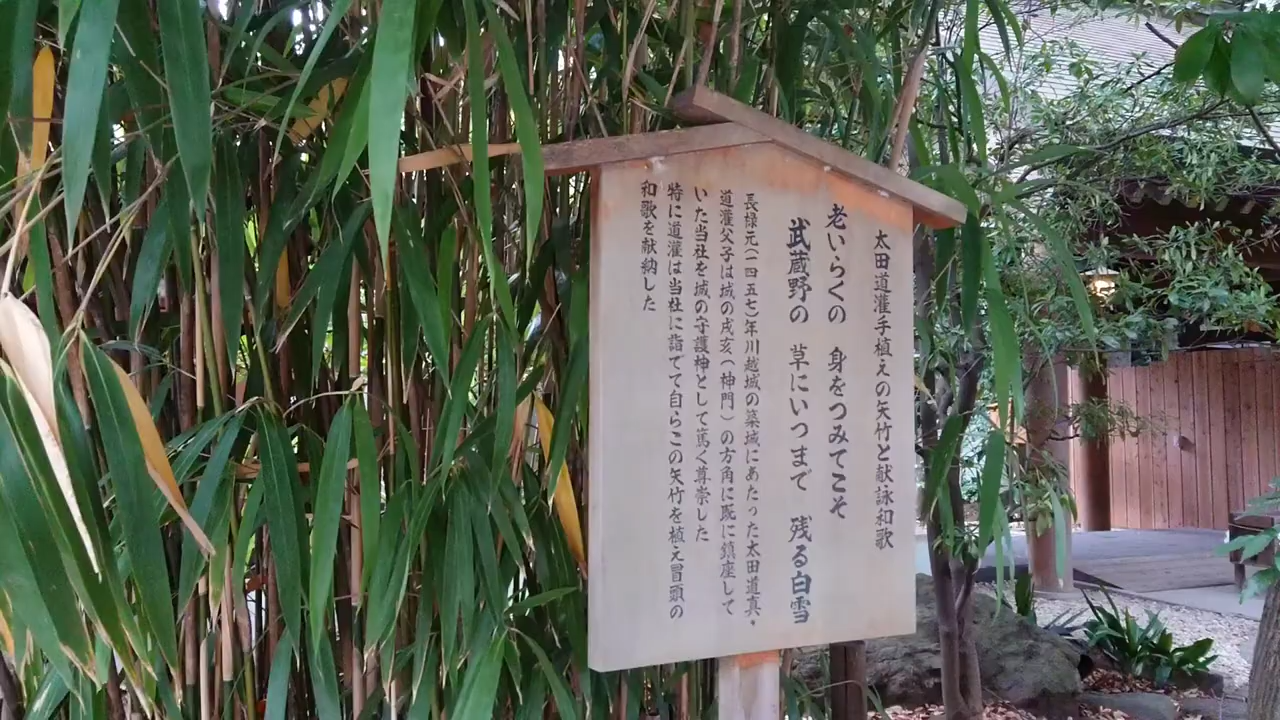 太田道灌手植えの矢竹と献詠和歌
老いらくの　身をつみてこそ
武蔵野の　草にいつまで　残る白雪
長禄元(一四五七)年川越城の築城にあたった太田道真・
道灌父子は城の戌亥(神門)の方角に既に鎮座して
いた当社を城の守護神として篤く尊崇した
特に道灌は当社に詣でて自らこの矢竹を植え冒頭の
和歌を献納した